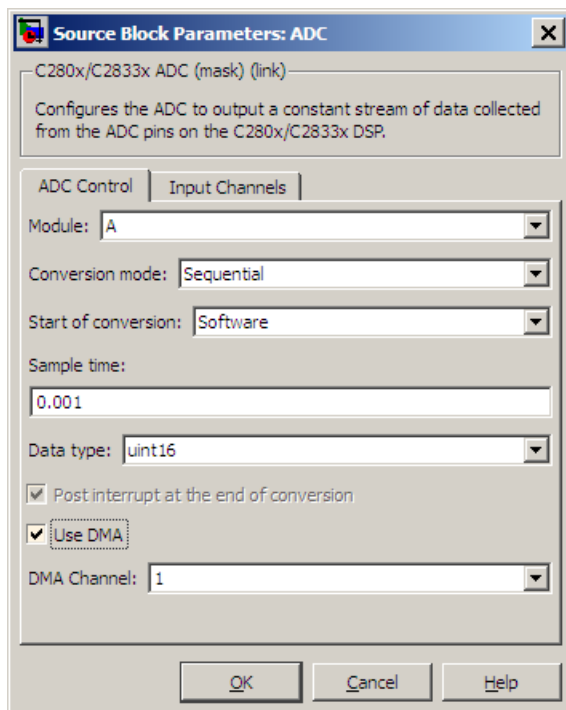 Source Block Parameters: ADC
C280x/C2833x ADC (mask) (link)
Configures the ADC to output a constant stream of data collected
from the ADC pins on the C280x/C2833x DSP.
ADC Control Input Channels
Module: A
Conversion mode: Sequential
Start of conversion: Software
Sample time:
0.001
Data type: uint16
Post interrupt at the end of conversion
Use DMA
DMA Channel: 1
OK Cancel Help